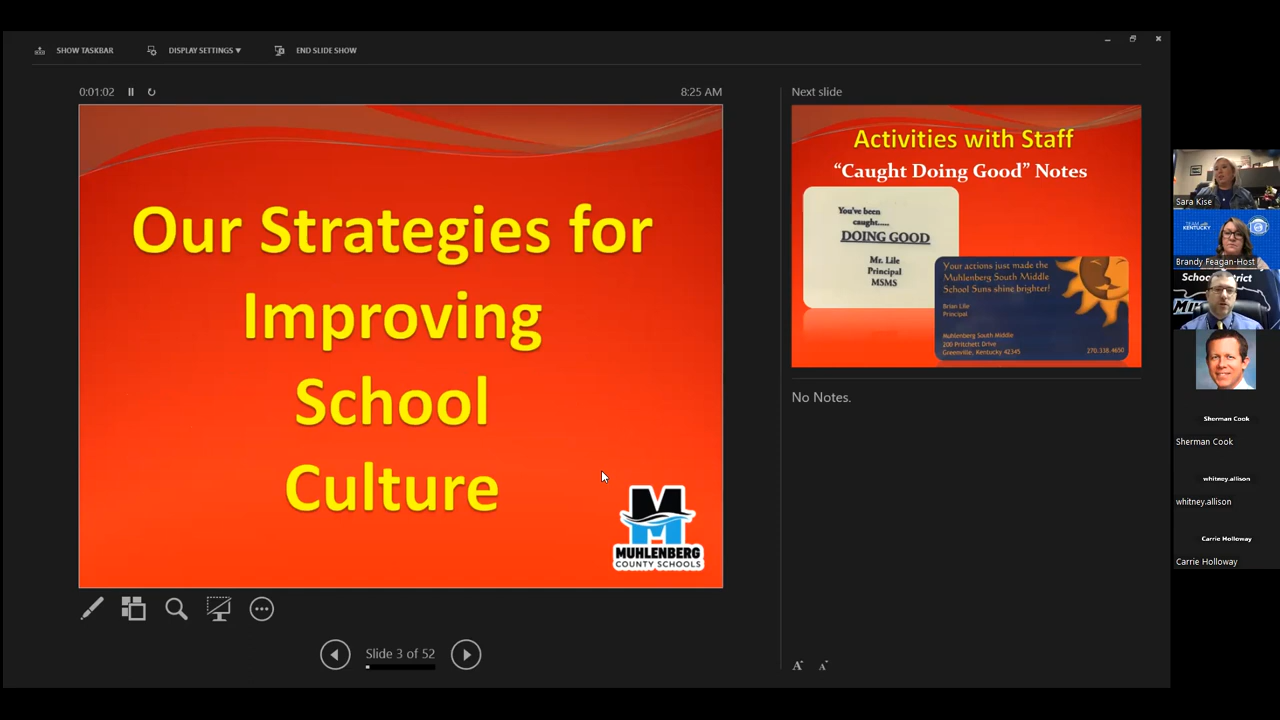 SHOW TASKBAR
DISPLAY SETTINGS ▾
END SLIDE SHOW
0:01:02
8:25 AM
Our Strategies for
Improving
School
Culture
MUHLENBERG
COUNTY SCHOOLS
Slide 3 of 52
Next slide
Activities with Staff
“Caught Doing Good” Notes
You've been
caught.....
DOING GOOD
Mr. Lile
Principal
MSMS
Your actions just made the
Muhlenberg South Middle
School Suns shine brighter!
Brian Lile
Principal
Muhlenberg South Middle
200 Pritchett Drive
Greenville, Kentucky 42345
270.338.4650
No Notes.
A
A
Sara Kise
TEAM
KENTUCKY
Brandy Feagan-Host
School District
Sherman Cook
Sherman Cook
whitney.allison
whitney.allison
Carrie Holloway
Carrie Holloway